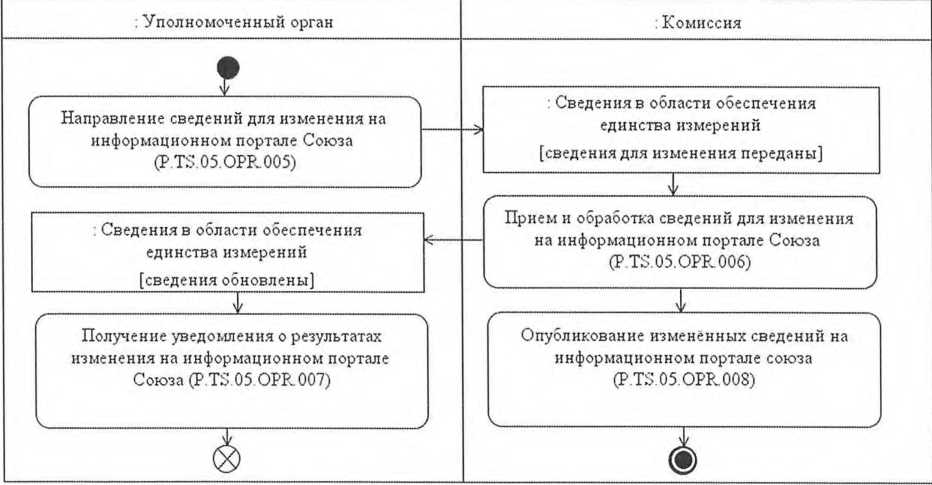 : Уполномоченный орган
: Комиссия
Направление сведений для изменения на
информационном портале Союза
(P.TS.05.OPR.005)
: Сведения в области обеспечения
единства измерений
[сведения для изменения переданы]
Прием и обработка сведений для изменения
на информационном портале Союза
(P.TS.05.OPR.006)
: Сведения в области обеспечения
единства измерений
[сведения обновлены]
Получение уведомления о результатах
изменения на информационном портале
Союза (P.TS.05.OPR.007)
Опубликование изменённых сведений на
информационном портале союза
(P.TS.05.OPR.008)